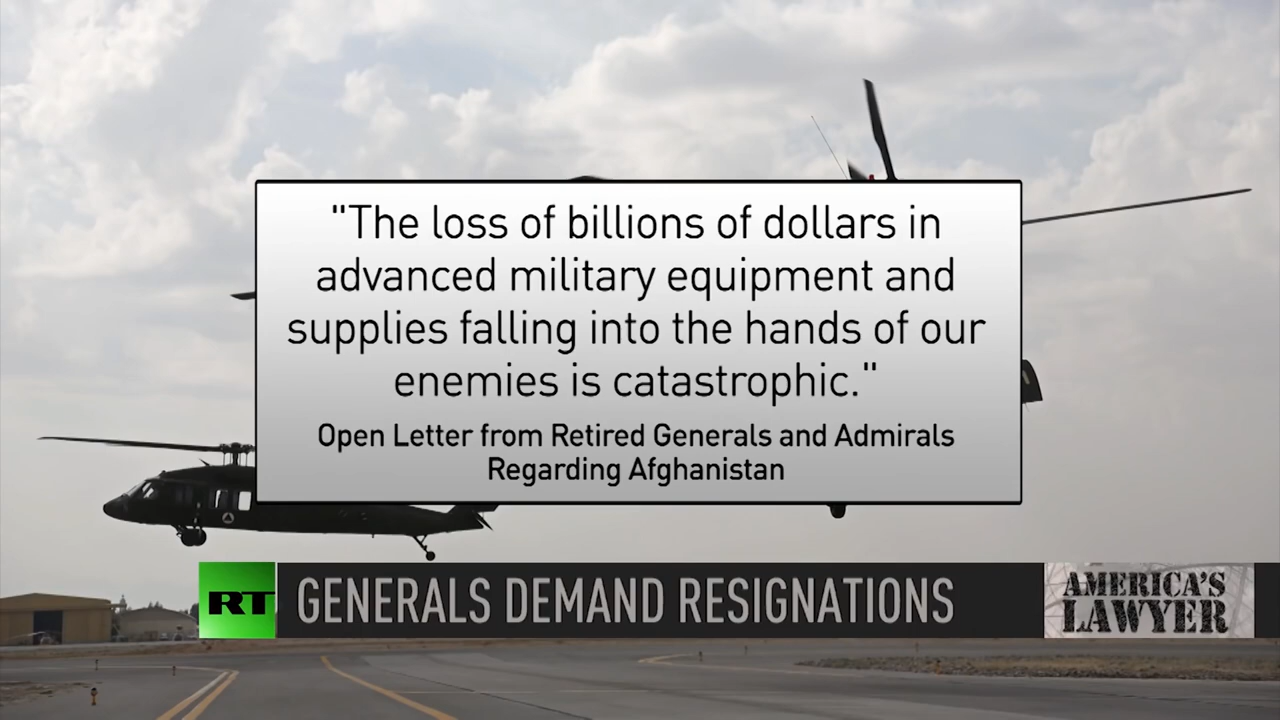 "The loss of billions of dollars in
advanced military equipment and
supplies falling into the hands of our
enemies is catastrophic."
Open Letter from Retired Generals and Admirals
Regarding Afghanistan
RT
GENERALS DEMAND RESIGNATIONS
AMERICA'S
LAWYER